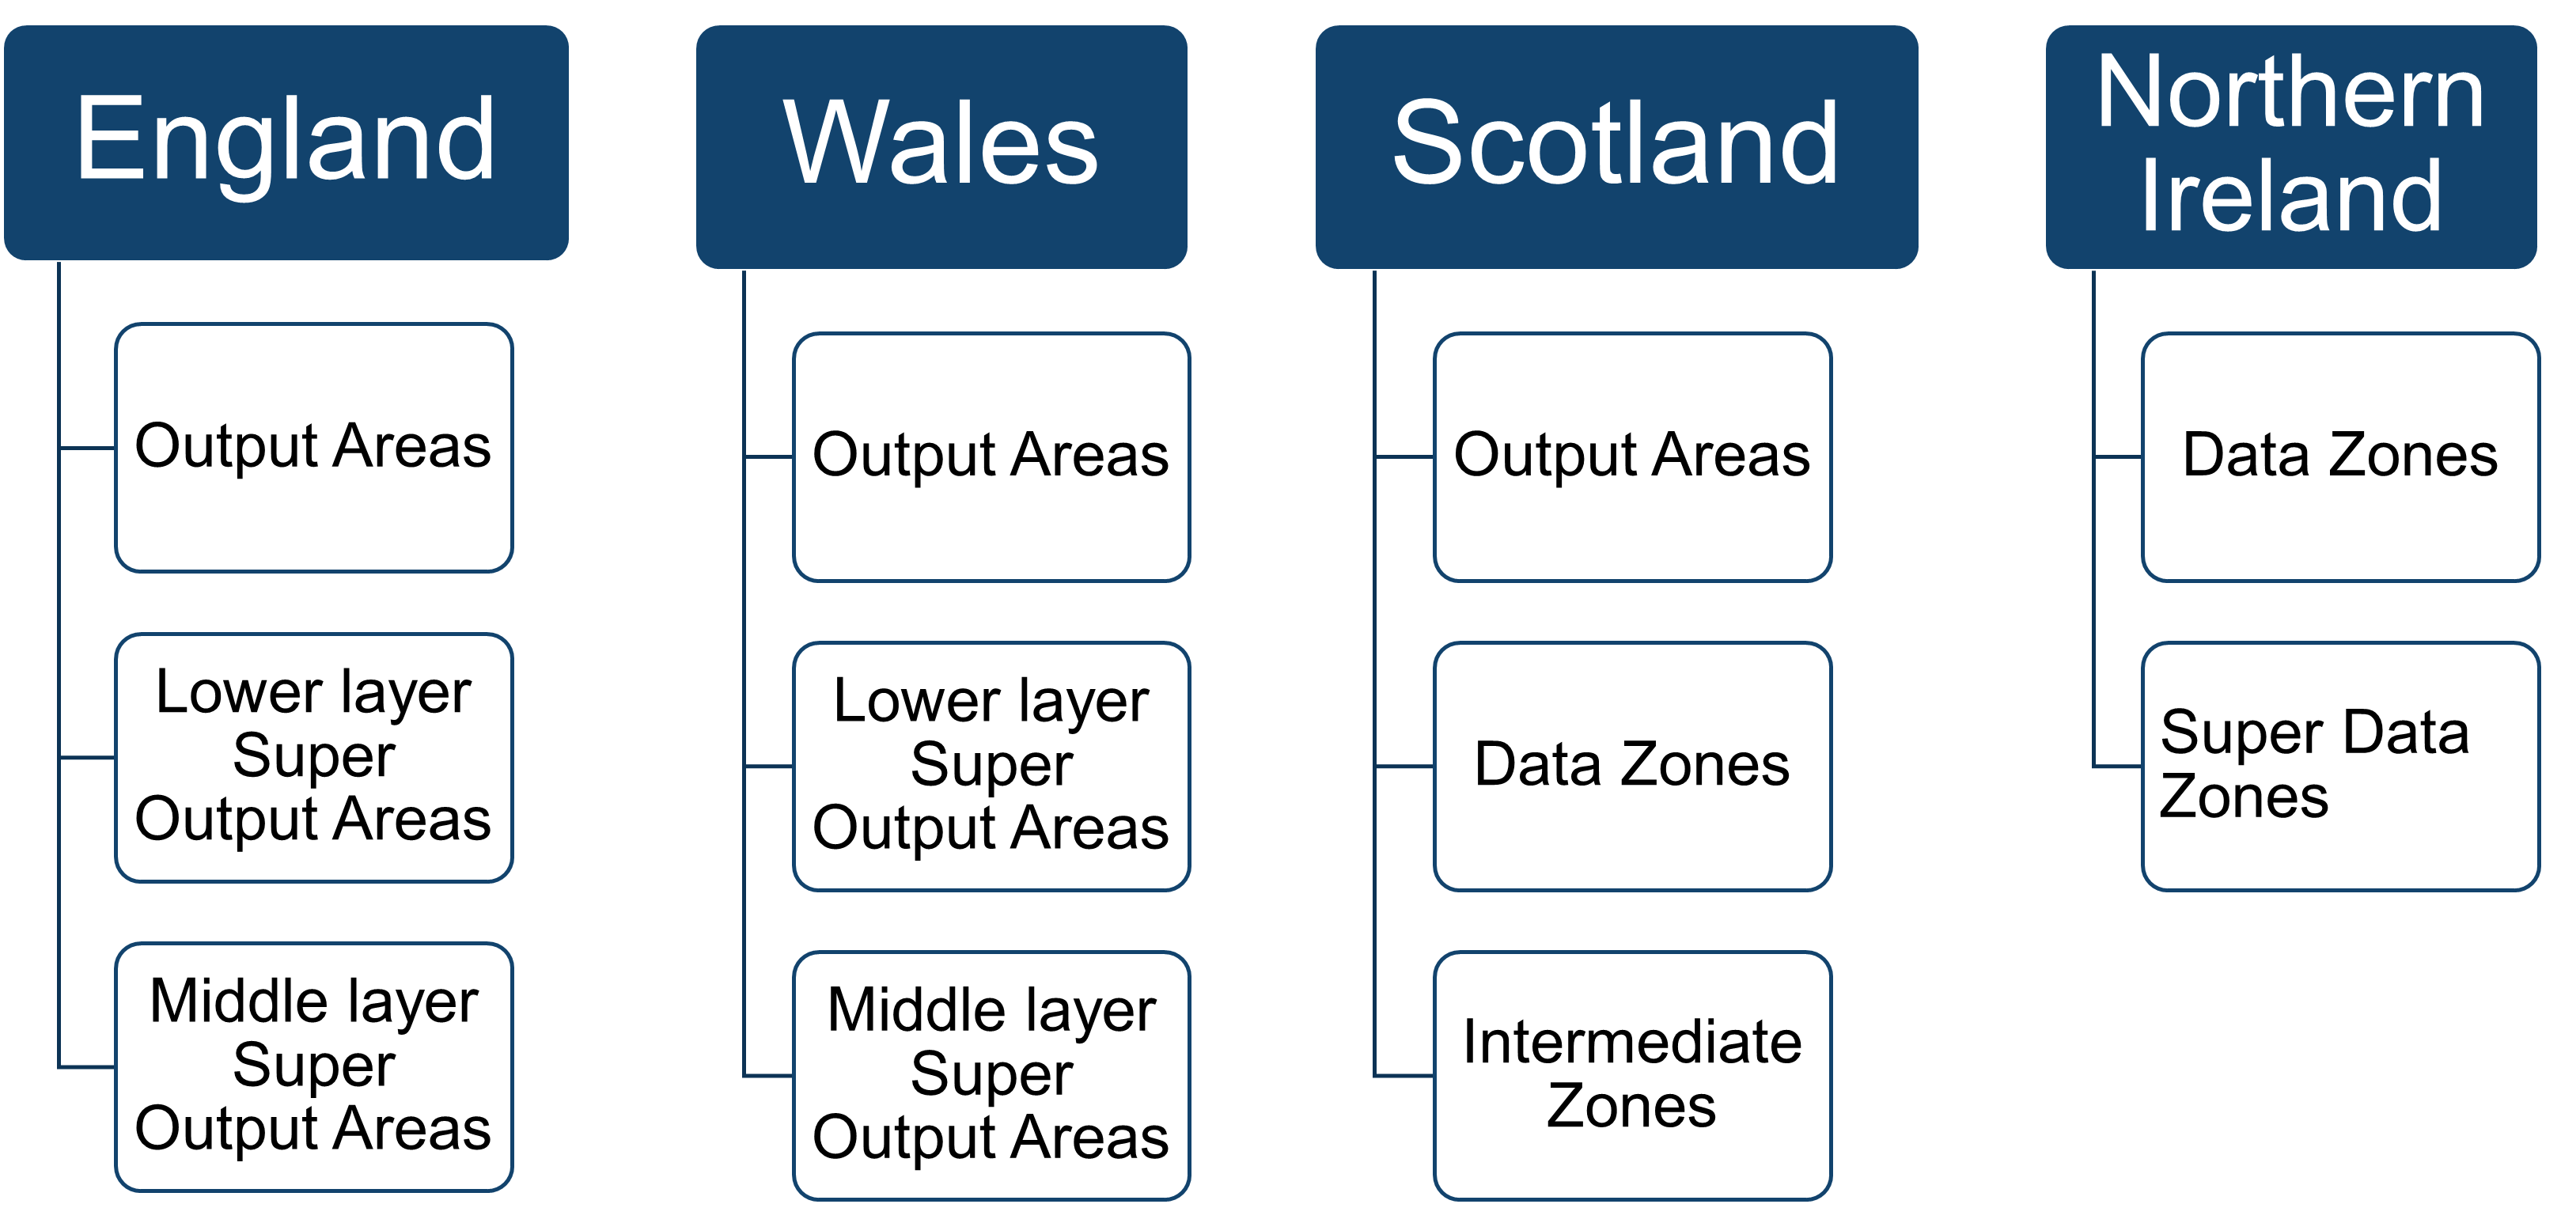 England
Output Areas
Lower layer
Super
Output Areas
Middle layer
Super
Output Areas
Wales
Output Areas
Lower layer
Super
Output Areas
Middle layer
Super
Output Areas
Scotland
Output Areas
Data Zones
Intermediate
Zones
Northern
Ireland
Data Zones
Super Data
Zones